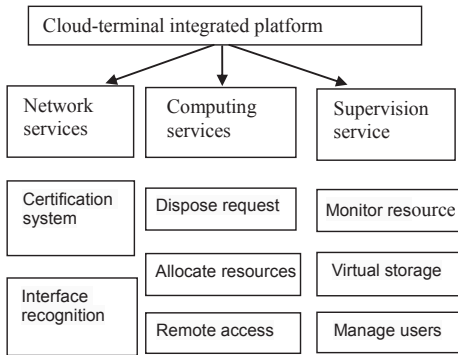 Cloud-terminal integrated platform
Network
services
Computing
services
Supervision
service
Certification
system
Interface
recognition
Dispose request
Allocate resources
Remote access
Monitor resource
Virtual storage
Manage users